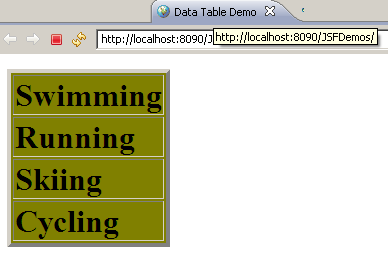 Data Table Demo
http://localhost:8090/J
http://localhost:8090/JSFDemos/
Swimming
Running
Skiing
Cycling